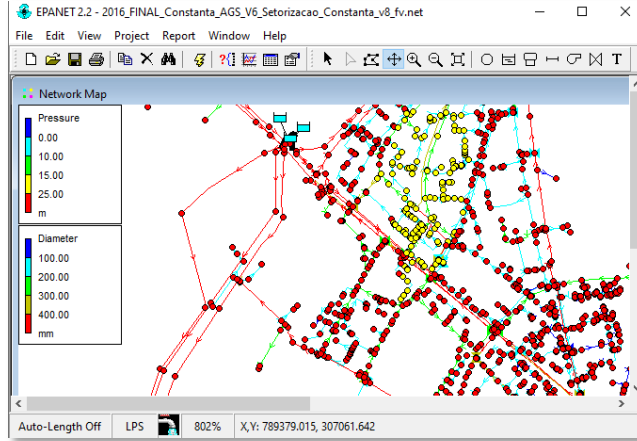 EPANET 2.2 - 2016_FINAL_Constanta_AGS_V6_Setorizacao_Constanta_v8_fv.net
File Edit View Project Report Window Help
T
Network Map
Pressure
0.00
10.00
15.00
25.00
m
Diameter
100.00
200.00
300.00
400.00
mm
Auto-Length Off LPS 802% X,Y: 789379.015, 307061.642